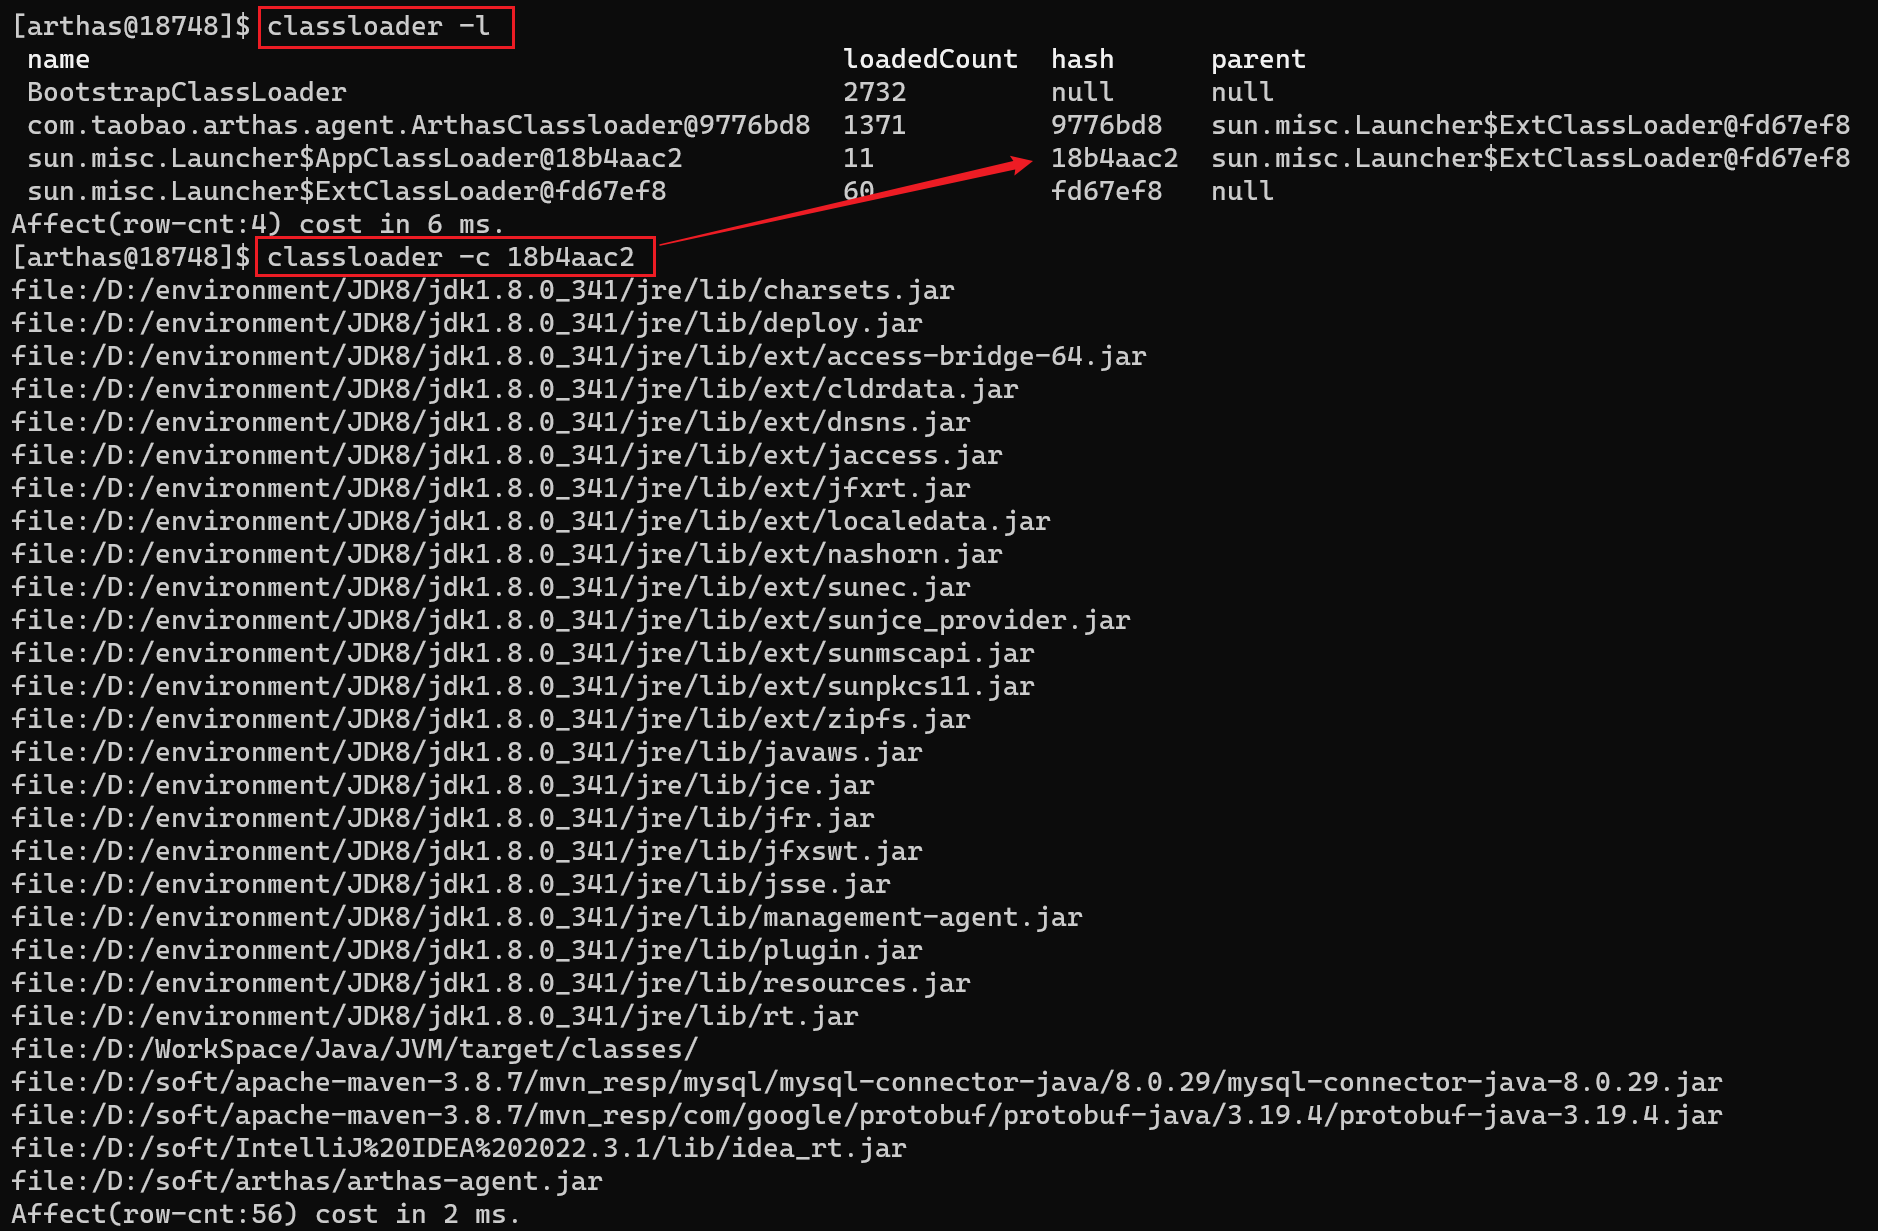 [arthas@18748]$ classloader -l
name loadedCount hash parent
BootstrapClassLoader 2732 null null
com.taobao.arthas.agent.ArthasClassloader@9776bd8 1371 9776bd8 sun.misc.Launcher$ExtClassLoader@fd67ef8
sun.misc.Launcher$AppClassLoader@18b4aac2 11 18b4aac2 sun.misc.Launcher$ExtClassLoader@fd67ef8
sun.misc.Launcher$ExtClassLoader@fd67ef8 60 fd67ef8 null
Affect(row-cnt:4) cost in 6 ms.
[arthas@18748]$ classloader -c 18b4aac2
file:/D:/environment/JDK8/jdk1.8.0_341/jre/lib/charsets.jar
file:/D:/environment/JDK8/jdk1.8.0_341/jre/lib/deploy.jar
file:/D:/environment/JDK8/jdk1.8.0_341/jre/lib/ext/access-bridge-64.jar
file:/D:/environment/JDK8/jdk1.8.0_341/jre/lib/ext/cldrdata.jar
file:/D:/environment/JDK8/jdk1.8.0_341/jre/lib/ext/dnsns.jar
file:/D:/environment/JDK8/jdk1.8.0_341/jre/lib/ext/jaccess.jar
file:/D:/environment/JDK8/jdk1.8.0_341/jre/lib/ext/jfxrt.jar
file:/D:/environment/JDK8/jdk1.8.0_341/jre/lib/ext/localedata.jar
file:/D:/environment/JDK8/jdk1.8.0_341/jre/lib/ext/nashorn.jar
file:/D:/environment/JDK8/jdk1.8.0_341/jre/lib/ext/sunec.jar
file:/D:/environment/JDK8/jdk1.8.0_341/jre/lib/ext/sunjce_provider.jar
file:/D:/environment/JDK8/jdk1.8.0_341/jre/lib/ext/sunmscapi.jar
file:/D:/environment/JDK8/jdk1.8.0_341/jre/lib/ext/sunpkcs11.jar
file:/D:/environment/JDK8/jdk1.8.0_341/jre/lib/ext/zipfs.jar
file:/D:/environment/JDK8/jdk1.8.0_341/jre/lib/javaws.jar
file:/D:/environment/JDK8/jdk1.8.0_341/jre/lib/jce.jar
file:/D:/environment/JDK8/jdk1.8.0_341/jre/lib/jfr.jar
file:/D:/environment/JDK8/jdk1.8.0_341/jre/lib/jfxswt.jar
file:/D:/environment/JDK8/jdk1.8.0_341/jre/lib/jsse.jar
file:/D:/environment/JDK8/jdk1.8.0_341/jre/lib/management-agent.jar
file:/D:/environment/JDK8/jdk1.8.0_341/jre/lib/plugin.jar
file:/D:/environment/JDK8/jdk1.8.0_341/jre/lib/resources.jar
file:/D:/environment/JDK8/jdk1.8.0_341/jre/lib/rt.jar
file:/D:/WorkSpace/Java/JVM/target/classes/
file:/D:/soft/apache-maven-3.8.7/mvn_resp/mysql/mysql-connector-java/8.0.29/mysql-connector-java-8.0.29.jar
file:/D:/soft/apache-maven-3.8.7/mvn_resp/com/google/protobuf/protobuf-java/3.19.4/protobuf-java-3.19.4.jar
file:/D:/soft/IntelliJ%20IDEA%202022.3.1/lib/idea_rt.jar
file:/D:/soft/arthas/arthas-agent.jar
Affect(row-cnt:56) cost in 2 ms.